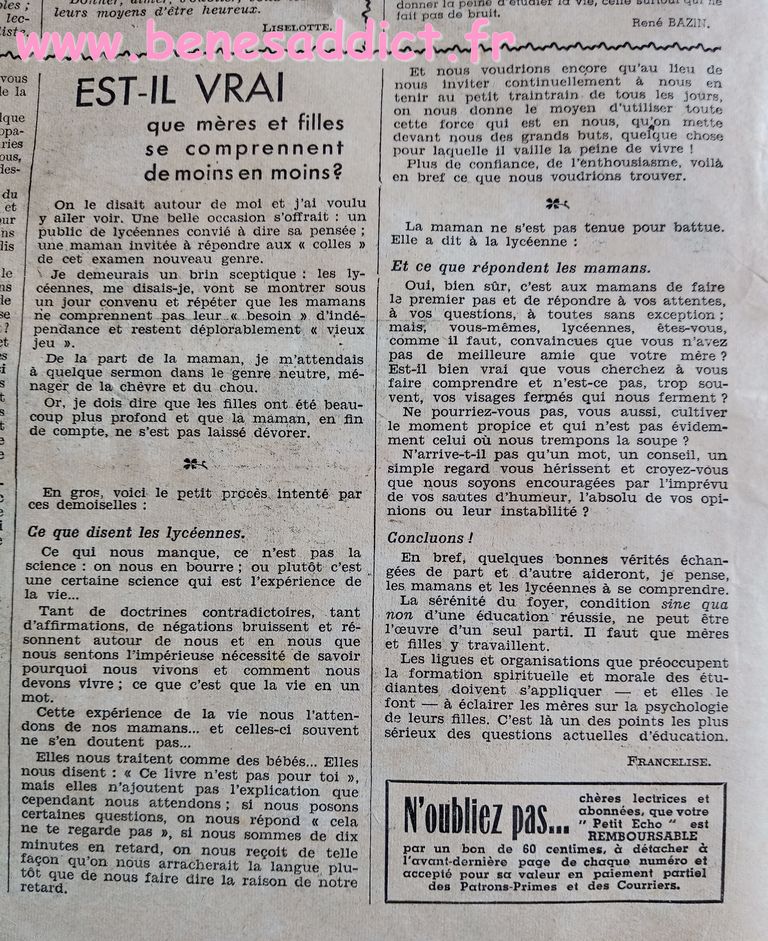 leurs moyens d'être heureux.
LISELOTTE.
www.benesaddict.fr
EST-IL VRAI
que mères et filles
se comprennent
de moins en moins?
On le disait autour de moi et j'ai voulu
y aller voir. Une belle occasion s'offrait : un
public de lycéennes convié à dire sa pensée ;
une maman invitée à répondre aux « colles »
de cet examen nouveau genre.
Je demeurais un brin sceptique : les ly-
céennes, me disais-je, vont se montrer sous
un jour convenu et répéter que les mamans
ne comprennent pas leur « besoin » d'indé-
pendance et restent déplorablement « vieux
jeu ».
De la part de la maman, je m'attendais
à quelque sermon dans le genre neutre, mé-
nager de la chèvre et du chou.
Or, je dois dire que les filles ont été beau-
coup plus profond et que la maman, en fin
de compte, ne s'est pas laissé dévorer.
En gros, voici le petit procès intenté par
ces demoiselles :
Ce que disent les lycéennes.
Ce qui nous manque, ce n'est pas la
science : on nous en bourre ; ou plutôt c'est
une certaine science qui est l'expérience de
la vie...
Tant de doctrines contradictoires, tant
d'affirmations, de négations bruissent et ré-
sonnent autour de nous et en nous que
nous sentons l'impérieuse nécessité de savoir
pourquoi nous vivons et comment nous
devons vivre ; ce que c'est que la vie en un
mot.
Cette expérience de la vie nous l'atten-
dons de nos mamans... et celles-ci souvent
ne s'en doutent pas...
Elles nous traitent comme des bébés... Elles
nous disent : « Ce livre n'est pas pour toi »,
mais elles n'ajoutent pas l'explication que
cependant nous attendons ; si nous posons
certaines questions, on nous répond « cela
ne te regarde pas », si nous sommes de dix
minutes en retard, on nous reçoit de telle
façon qu'on nous arracherait la langue plu-
tôt que de nous faire dire la raison de notre
retard.
donner la peine d'étudier la vie, celle surtout qui ne
fait pas de bruit.
René BAZIN.
Et nous voudrions encore qu'au lieu de
nous inviter continuellement à nous en
tenir au petit traintrain de tous les jours,
on nous donne le moyen d'utiliser toute
cette force qui est en nous, qu'on mette
devant nous des grands buts, quelque chose
pour laquelle il vaille la peine de vivre !
Plus de confiance, de l'enthousiasme, voilà
en bref ce que nous voudrions trouver.
La maman ne s'est pas tenue pour battue.
Elle a dit à la lycéenne :
Et ce que répondent les mamans.
Oui, bien sûr, c'est aux mamans de faire
le premier pas et de répondre à vos attentes,
à vos questions, à toutes sans exception ;
mais, vous-mêmes, lycéennes, êtes-vous,
comme il faut, convaincues que vous n'avez
pas de meilleure amie que votre mère ?
Est-il bien vrai que vous cherchez à vous
faire comprendre et n'est-ce pas, trop sou-
vent, vos visages fermés qui nous ferment ?
Ne pourriez-vous pas, vous aussi, cultiver
le moment propice et qui n'est pas évidem-
ment celui où nous trempons la soupe ?
N'arrive-t-il pas qu'un mot, un conseil, un
simple regard vous hérissent et croyez-vous
que nous soyons encouragées par l'imprévu
de vos sautes d'humeur, l'absolu de vos opi-
nions ou leur instabilité ?
Concluons !
En bref, quelques bonnes vérités échan-
gées de part et d'autre aideront, je pense,
les mamans et les lycéennes à se comprendre.
La sérénité du foyer, condition sine qua
non d'une éducation réussie, ne peut être
l'œuvre d'un seul parti. Il faut que mères
et filles y travaillent.
Les ligues et organisations que préoccupent
la formation spirituelle et morale des étu-
diantes doivent s'appliquer — et elles le
font — à éclairer les mères sur la psychologie
de leurs filles. C'est là un des points les plus
sérieux des questions actuelles d'éducation.
FRANCELISE.
N'oubliez pas...
chères lectrices et
abonnées, que votre
" Petit Echo " est
REMBOURSABLE
par un bon de 60 centimes, à détacher à
l'avant-dernière page de chaque numéro et
accepté pour sa valeur en paiement partiel
des Patrons-Primes et des Courriers.